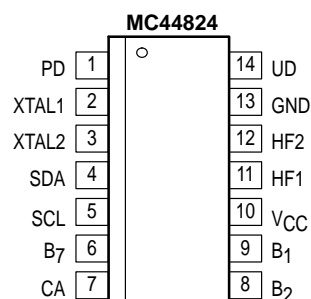 MC44824
PD 1 14 UD
XTAL1 2 13 GND
XTAL2 3 12 HF2
SDA 4 11 HF1
SCL 5 10 VCC
B7 6 9 B1
CA 7 8 B2